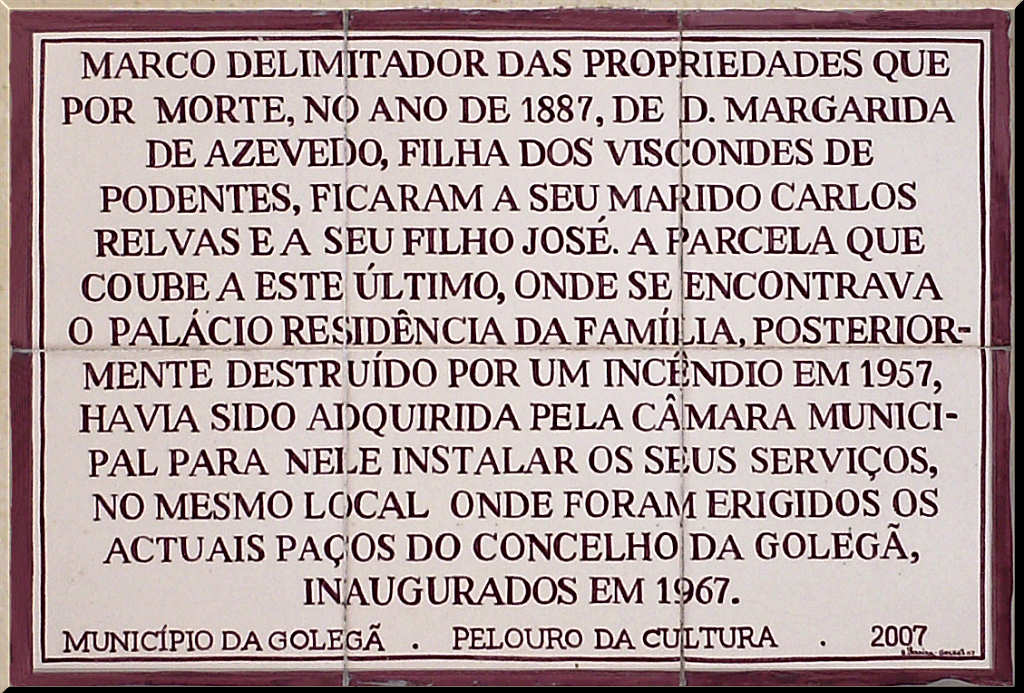 MARCO DELIMITADOR DAS PROPRIEDADES QUE
POR MORTE, NO ANO DE 1887, DE D. MARGARIDA
DE AZEVEDO, FILHA DOS VISCONDES DE
PODENTES, FICARAM A SEU MARIDO CARLOS
RELVAS E A SEU FILHO JOSÉ. A PARCELA QUE
COUBE A ESTE ÚLTIMO, ONDE SE ENCONTRAVA
O PALÁCIO RESIDÊNCIA DA FAMÍLIA, POSTERIOR-
MENTE DESTRUÍDO POR UM INCÊNDIO EM 1957,
HAVIA SIDO ADQUIRIDA PELA CÂMARA MUNICI-
PAL PARA NELE INSTALAR OS SEUS SERVIÇOS,
NO MESMO LOCAL ONDE FORAM ERIGIDOS OS
ACTUAIS PAÇOS DO CONCELHO DA GOLEGÃ,
INAUGURADOS EM 1967.
MUNICÍPIO DA GOLEGÃ . PELOURO DA CULTURA . 2007